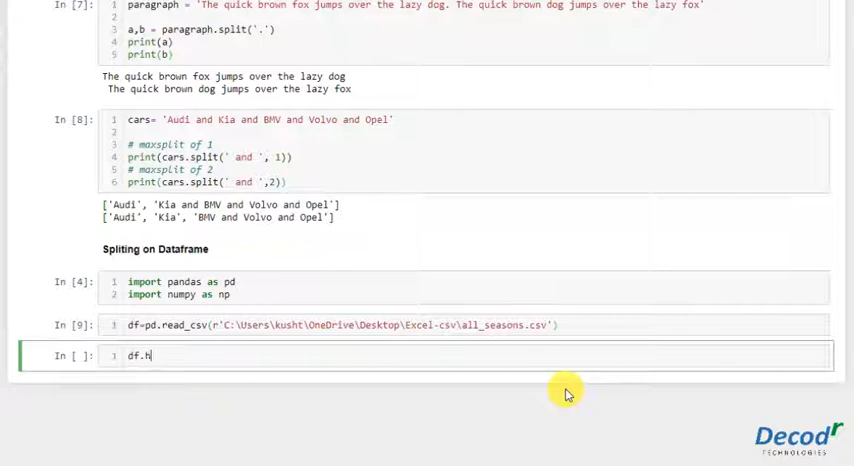 In [7]:
1 paragraph = 'The quick brown fox jumps over the lazy dog. The quick brown dog jumps over the lazy fox'
2
3 a,b = paragraph.split('.')
4 print(a)
5 print(b)
The quick brown fox jumps over the lazy dog
 The quick brown dog jumps over the lazy fox
In [8]:
1 cars= 'Audi and Kia and BMV and Volvo and Opel'
2
3 # maxsplit of 1
4 print(cars.split(' and ', 1))
5 # maxsplit of 2
6 print(cars.split(' and ',2))
['Audi', 'Kia and BMV and Volvo and Opel']
['Audi', 'Kia', 'BMV and Volvo and Opel']
Spliting on Dataframe
In [4]:
1 import pandas as pd
2 import numpy as np
In [9]:
1 df=pd.read_csv(r'C:\Users\kusht\OneDrive\Desktop\Excel-csv\all_seasons.csv')
In [ ]:
1 df.h
Decodr
TECHNOLOGIES